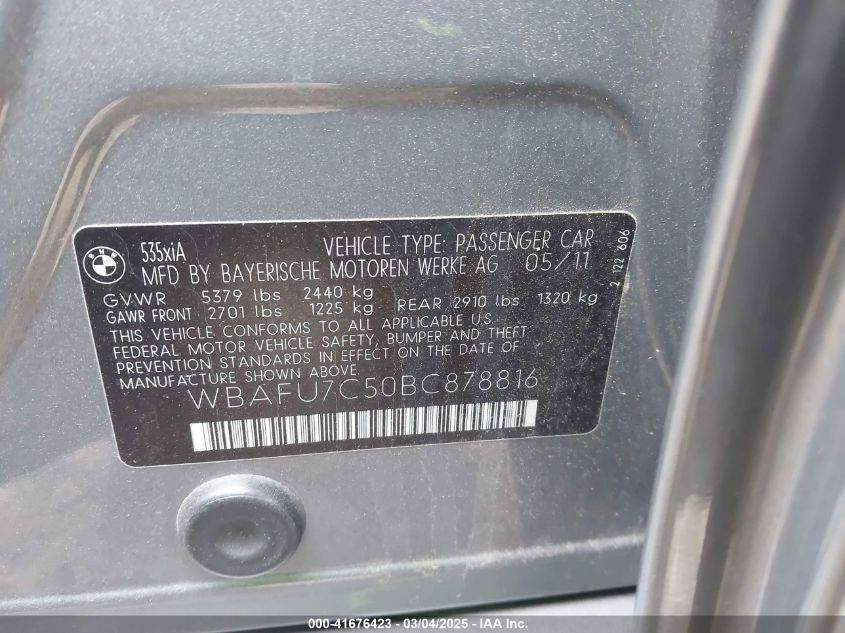 BMW
535xiA
VEHICLE TYPE: PASSENGER CAR
MFD BY BAYERISCHE MOTOREN WERKE AG 05/11
GVWR 5379 lbs 2440 kg
GAWR FRONT 2701 lbs 1225 kg REAR 2910 lbs 1320 kg
THIS VEHICLE CONFORMS TO ALL APPLICABLE U.S.
FEDERAL MOTOR VEHICLE SAFETY, BUMPER AND THEFT
PREVENTION STANDARDS IN EFFECT ON THE DATE OF
MANUFACTURE SHOWN ABOVE.
WBAFU7C50BC878816
2 122 606
000-41676423 - 03/04/2025 - IAA Inc.